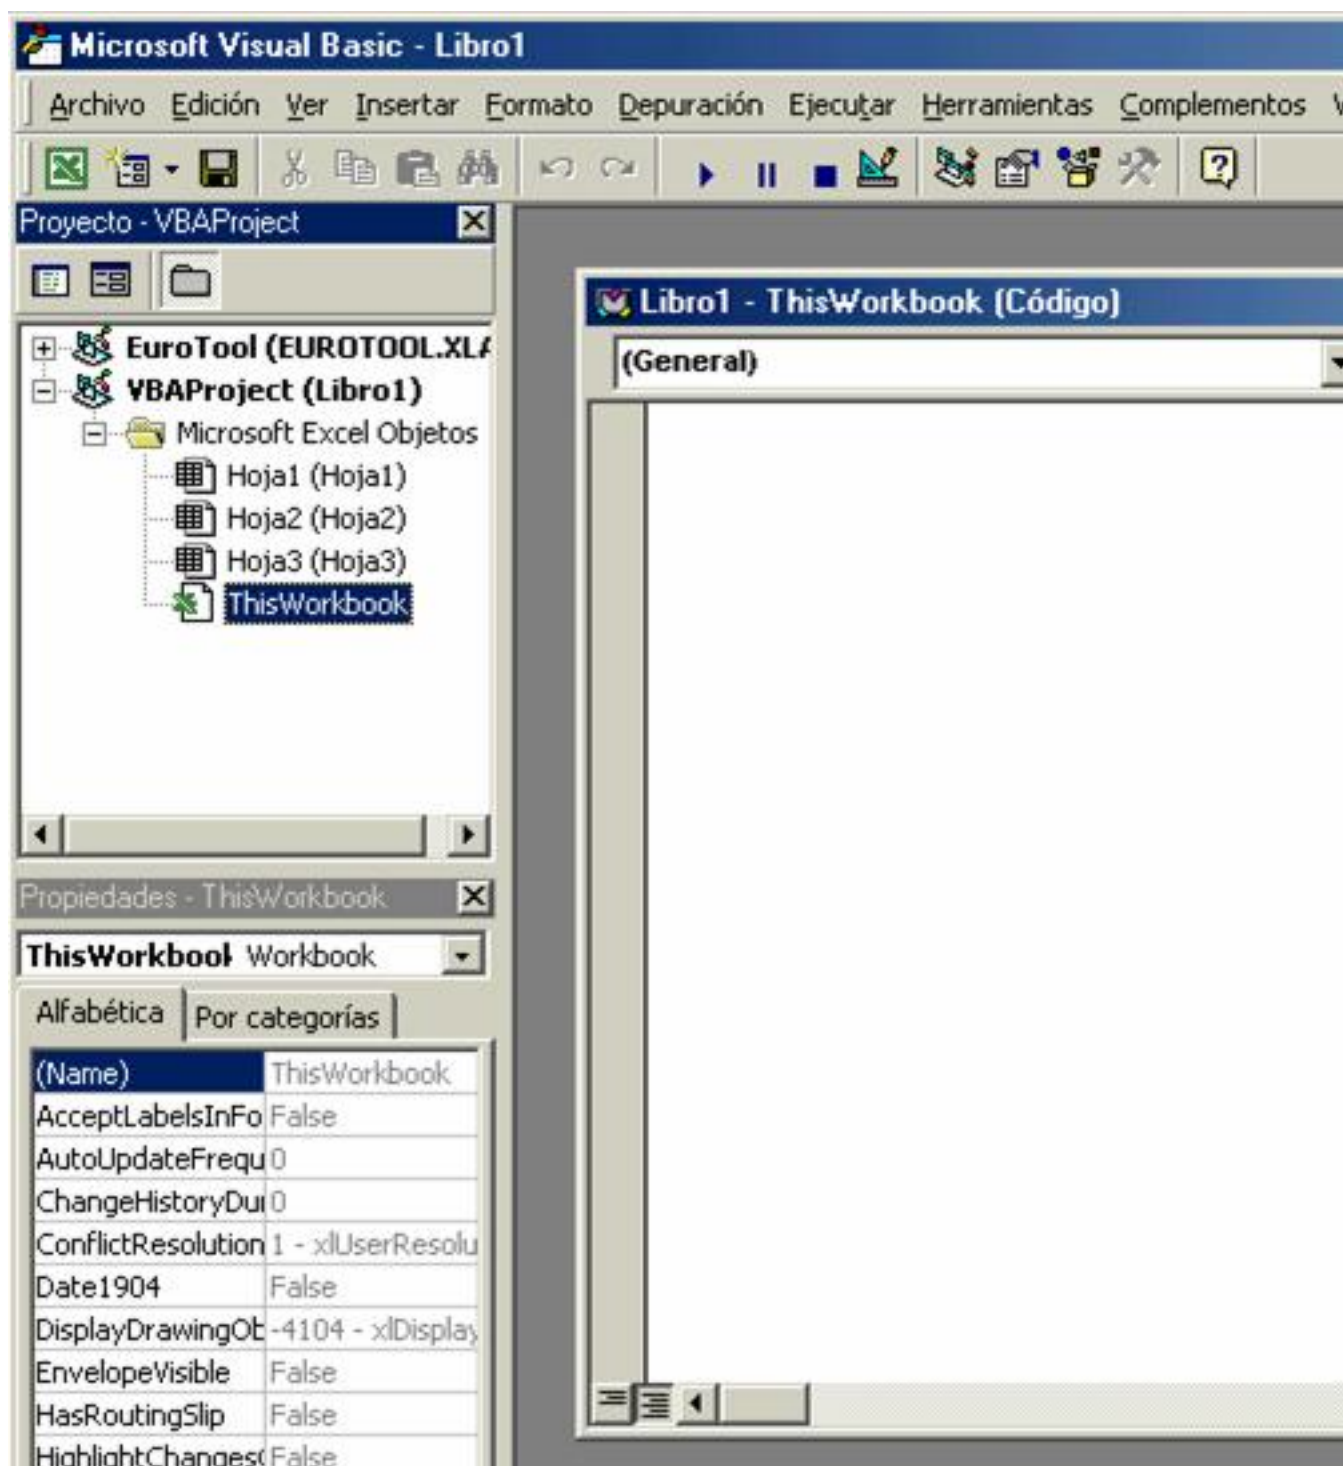 Microsoft Visual Basic - Libro1
Archivo Edición Ver Insertar Formato Depuración Ejecutar Herramientas Complementos V
Proyecto - VBAProject
EuroTool (EUROTOOL.XLA
VBAProject (Libro1)
Microsoft Excel Objetos
Hoja1 (Hoja1)
Hoja2 (Hoja2)
Hoja3 (Hoja3)
ThisWorkbook
Propiedades - ThisWorkbook
ThisWorkbook Workbook
Alfabética Por categorías
(Name) ThisWorkbook
AcceptLabelsInFo False
AutoUpdateFrequ 0
ChangeHistoryDu 0
ConflictResolution 1 - xlUserResolu
Date1904 False
DisplayDrawingOb -4104 - xlDisplay
EnvelopeVisible False
HasRoutingSlip False
HighlightChangesO False
Libro1 - ThisWorkbook (Código)
(General)